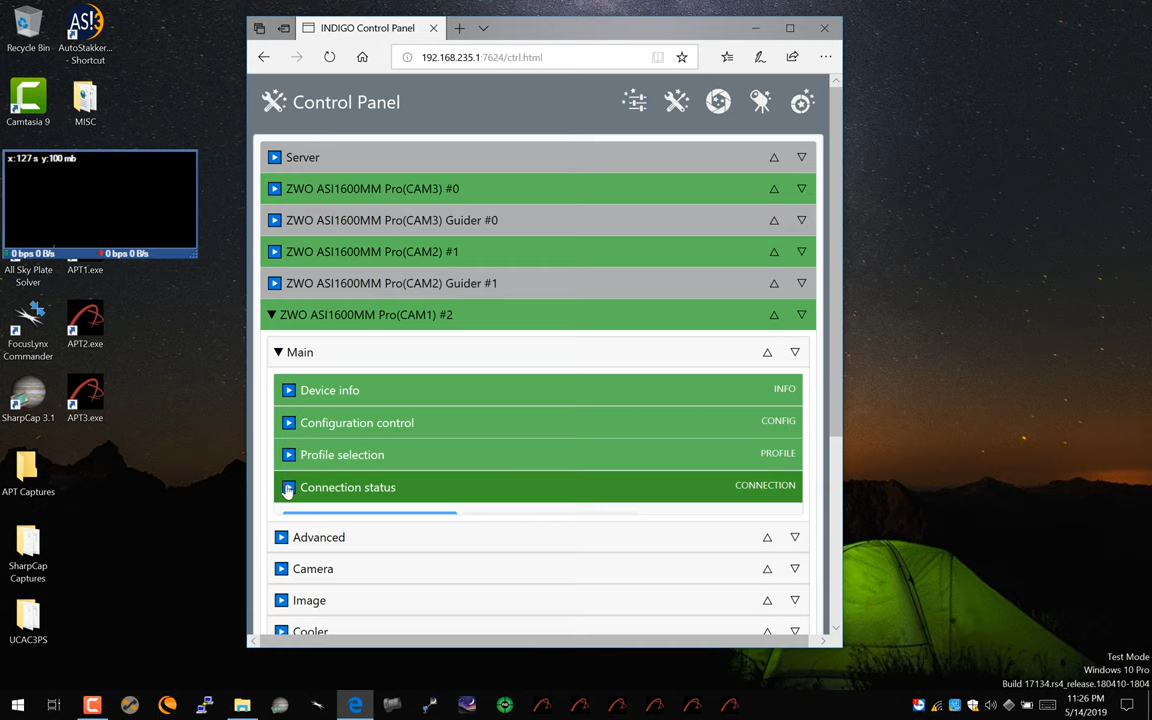 Recycle Bin
AutoStakker...
- Shortcut
Camtasia 9
MISC
x:127 s y:100 mb
0 bps 0 B/s
0 bps 0 B/s
All Sky Plate
Solver
APT1.exe
FocusLynx
Commander
APT2.exe
SharpCap 3.1
APT3.exe
APT Captures
SharpCap
Captures
UCAC3PS
INDIGO Control Panel
192.168.235.1:7624/ctrl.html
Control Panel
Server
ZWO ASI1600MM Pro(CAM3) #0
ZWO ASI1600MM Pro(CAM3) Guider #0
ZWO ASI1600MM Pro(CAM2) #1
ZWO ASI1600MM Pro(CAM2) Guider #1
ZWO ASI1600MM Pro(CAM1) #2
Main
Device info INFO
Configuration control CONFIG
Profile selection PROFILE
Connection status CONNECTION
Advanced
Camera
Image
Cooler
Test Mode
Windows 10 Pro
Build 17134.rs4_release.180410-1804
11:26 PM
5/14/2019